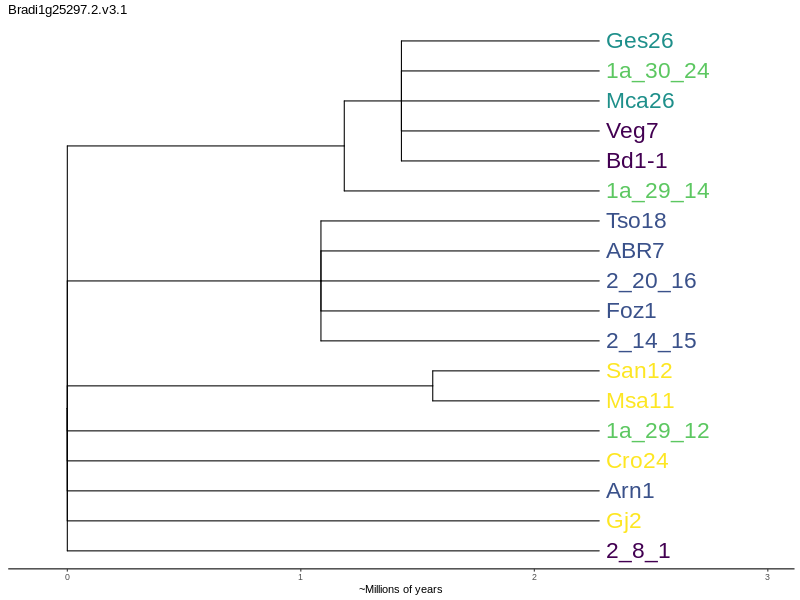 Bradi1g25297.2.v3.1
Ges26
1a_30_24
Mca26
Veg7
Bd1-1
1a_29_14
Tso18
ABR7
2_20_16
Foz1
2_14_15
San12
Msa11
1a_29_12
Cro24
Arn1
Gj2
2_8_1
0 1 2 3
~Millions of years